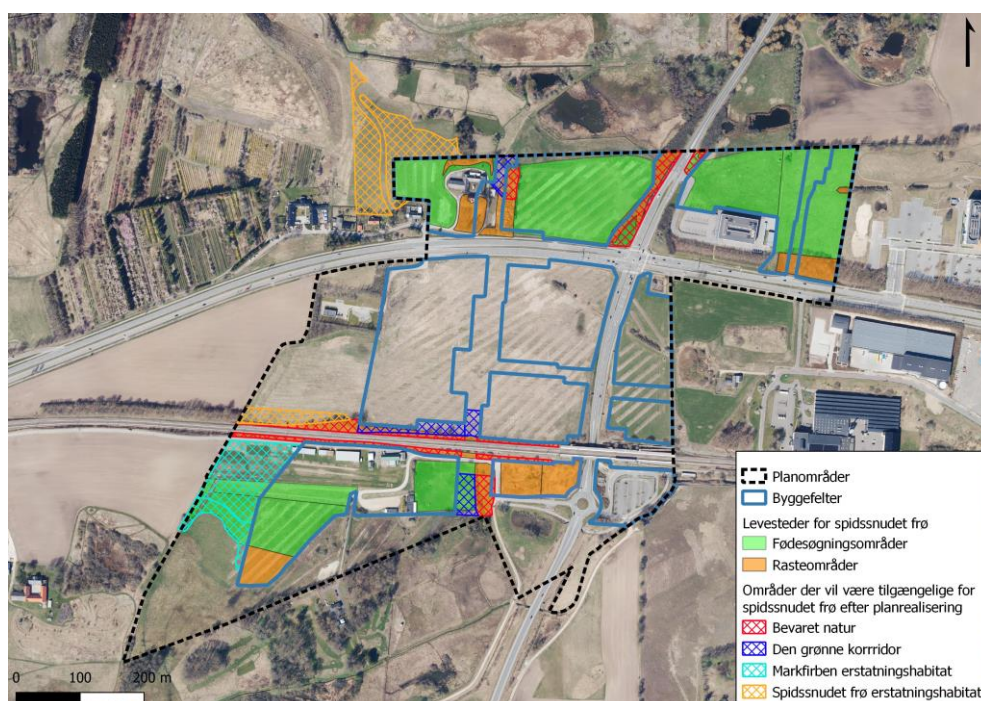 Planområder
Byggefelter
Levesteder for spidssnudet frø
Fødesøgningsområder
Rasteområder
Områder der vil være tilgængelige for
spidssnudet frø efter planrealisering
Bevaret natur
Den grønne korrridor
Markfirben erstatningshabitat
Spidssnudet frø erstatningshabitat
0 100 200 m